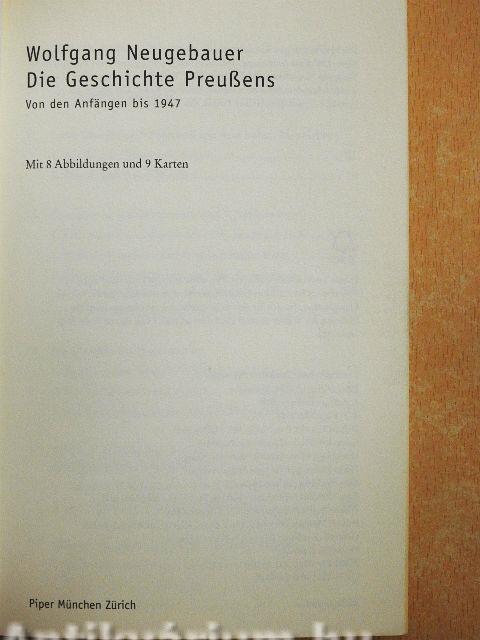 Wolfgang Neugebauer
Die Geschichte Preußens
Von den Anfängen bis 1947
Mit 8 Abbildungen und 9 Karten
Piper München Zürich